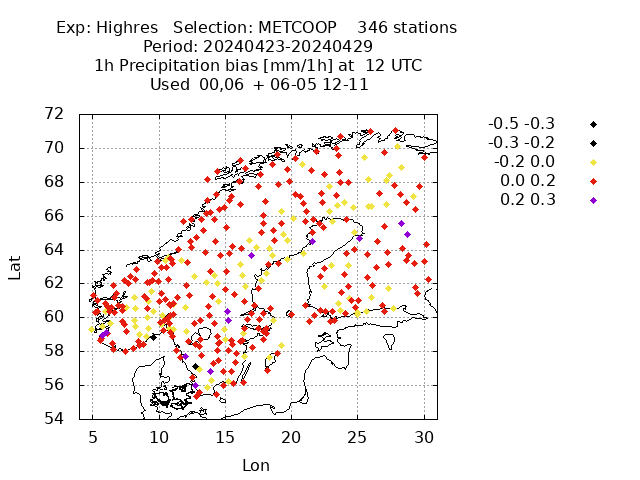 Exp: Highres   Selection: METCOOP    346 stations
Period: 20240423-20240429
1h Precipitation bias [mm/1h] at  12 UTC
Used  00,06  + 06-05 12-11
-0.5 -0.3
-0.3 -0.2
-0.2 0.0
0.0 0.2
0.2 0.3
72
70
68
66
64
62
60
58
56
54
Lat
5 10 15 20 25 30
Lon